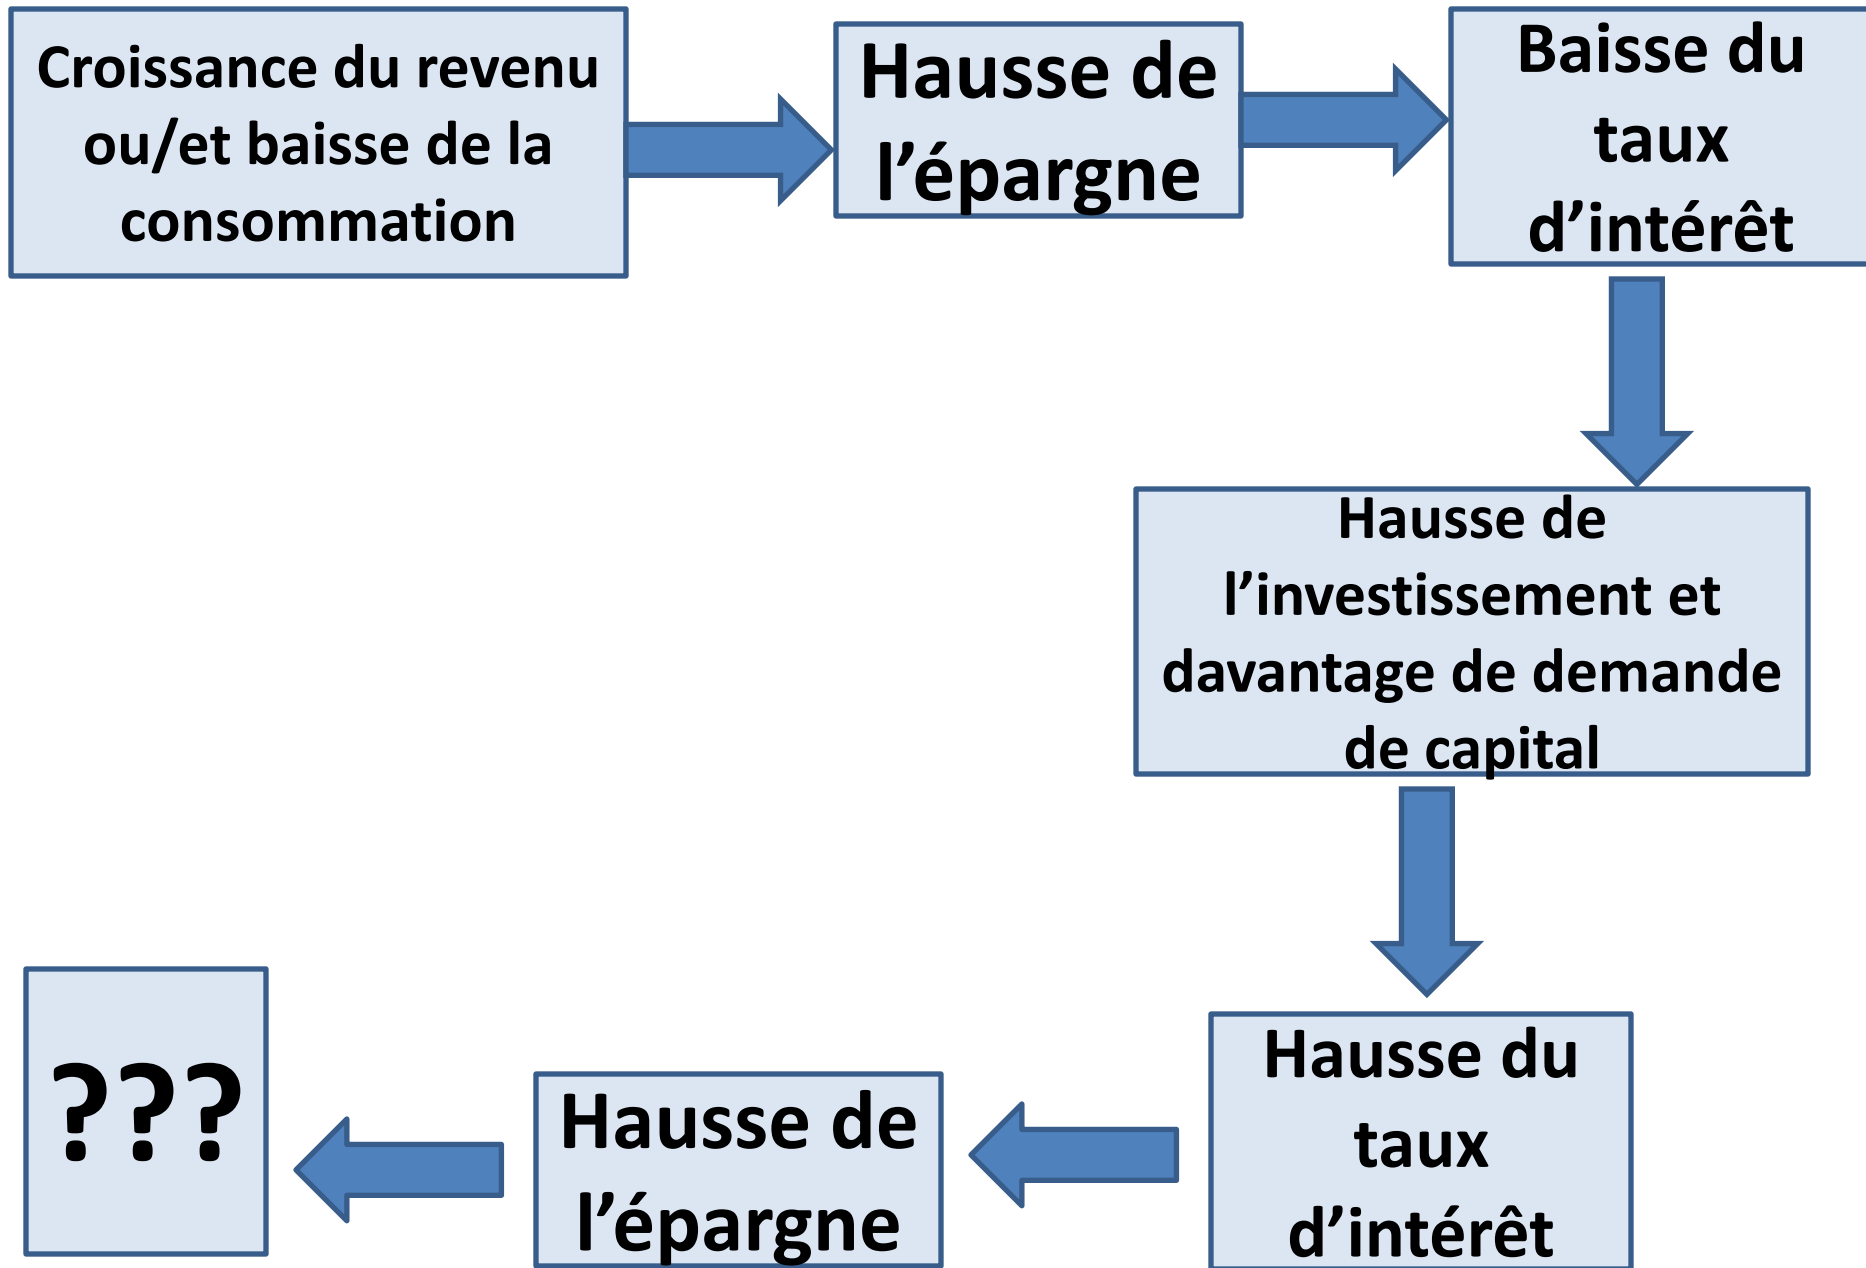 Croissance du revenu
ou/et baisse de la
consommation
Hausse de
l’épargne
Baisse du
taux
d’intérêt
Hausse de
l’investissement et
davantage de demande
de capital
Hausse du
taux
d’intérêt
Hausse de
l’épargne
???